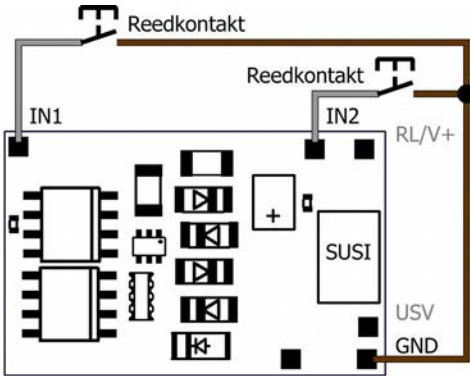 Reedkontakt
Reedkontakt
IN1
IN2
RL/V+
+
SUSI
USV
GND